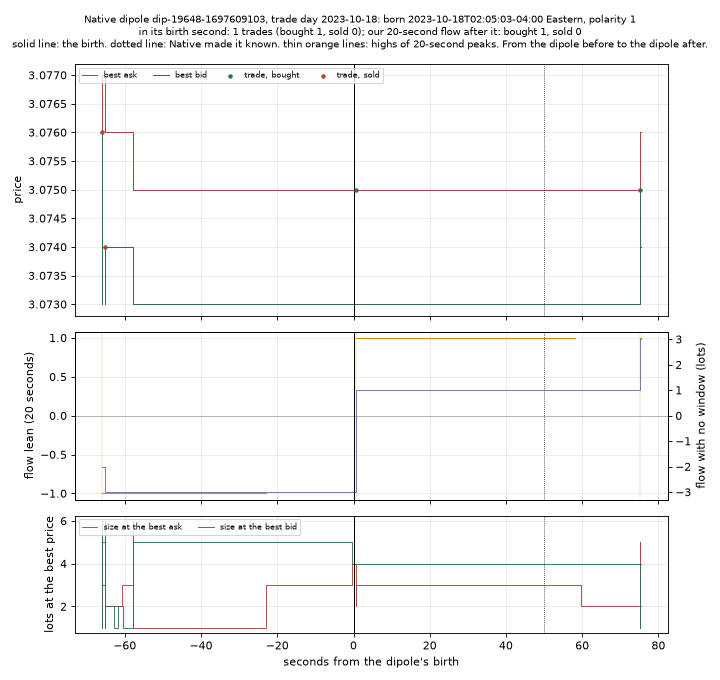 Native dipole dip-19648-1697609103, trade day 2023-10-18: born 2023-10-18T02:05:03-04:00 Eastern, polarity 1
in its birth second: 1 trades (bought 1, sold 0); our 20-second flow after it: bought 1, sold 0
solid line: the birth. dotted line: Native made it known. thin orange lines: highs of 20-second peaks. From the dipole before to the dipole after.
best ask best bid trade, bought trade, sold
3.0770
3.0765
3.0760
3.0755
3.0750
3.0745
3.0740
3.0735
3.0730
price
1.0
0.5
0.0
−0.5
−1.0
flow lean (20 seconds)
3
2
1
0
−1
−2
−3
flow with no window (lots)
size at the best ask size at the best bid
6
4
2
lots at the best price
−60 −40 −20 0 20 40 60 80
seconds from the dipole's birth